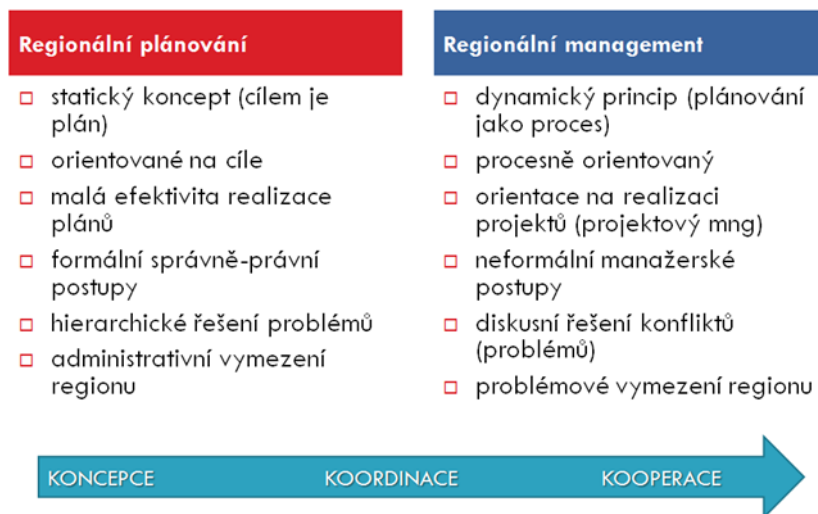 Regionální plánování
statický koncept (cílem je
plán)
orientované na cíle
malá efektivita realizace
plánů
formální správně-právní
postupy
hierarchické řešení problémů
administrativní vymezení
regionu
Regionální management
dynamický princip (plánování
jako proces)
procesně orientovaný
orientace na realizaci
projektů (projektový mng)
neformální manažerské
postupy
diskusní řešení konfliktů
(problémů)
problémové vymezení regionu
KONCEPCE KOORDINACE KOOPERACE